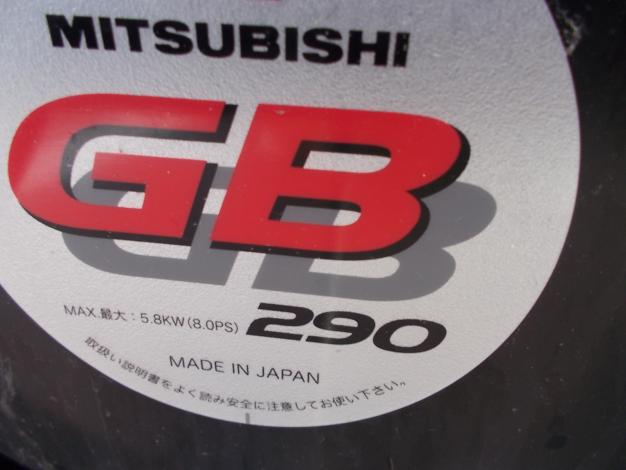 MITSUBISHI
GB
290
MAX.最大：5.8KW(8.0PS)
MADE IN JAPAN
取扱い説明書をよく読み安全に注意してお使い下さい。